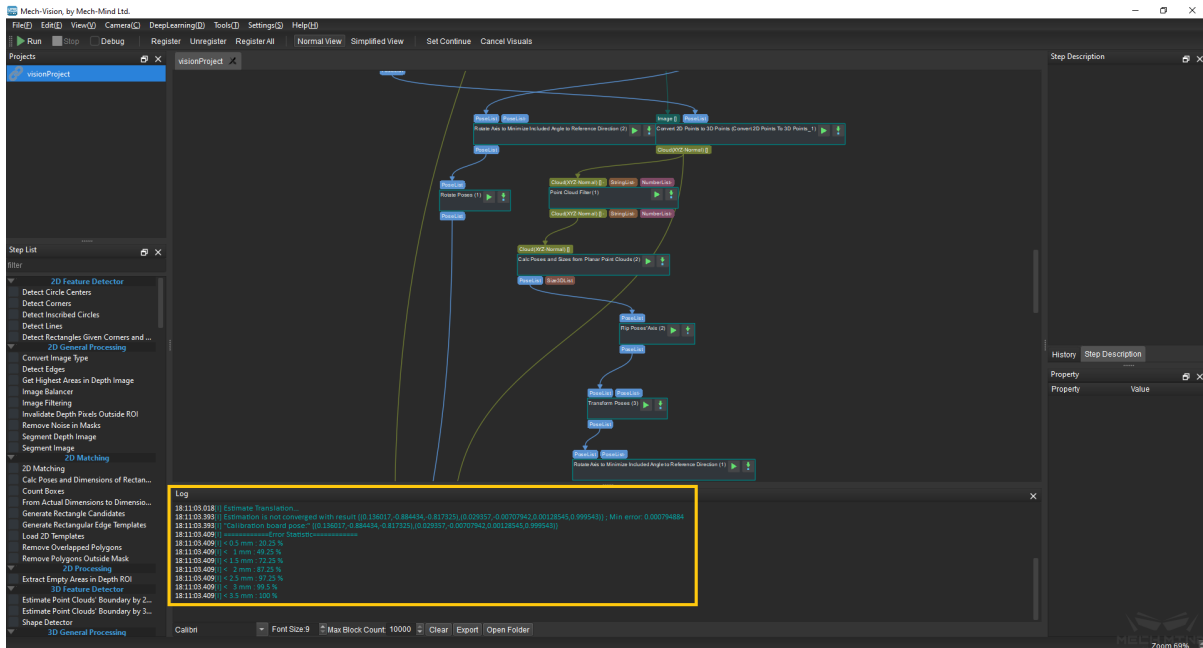 Mech-Vision, by Mech-Mind Ltd.
File(F) Edit(E) View(V) Camera(C) DeepLearning(D) Tools(T) Settings(S) Help(H)
Run Stop Debug Register Unregister Register All Normal View Simplified View Set Continue Cancel Visuals
Projects
visionProject
visionProject
Step Description
PoseList PoseList
Image [] PoseList
Rotate Axis to Minimize Included Angle to Reference Direction (2)
Convert 2D Points to 3D Points (Convert 2D Points To 3D Points_1)
PoseList
Cloud(XYZ-Normal) []
PoseList
Rotate Poses (1)
PoseList
Cloud(XYZ-Normal) [] StringList NumberList
Point Cloud Filter (1)
Cloud(XYZ-Normal) [] StringList NumberList
Cloud(XYZ-Normal) []
Calc Poses and Sizes from Planar Point Clouds (2)
PoseList Size3DList
PoseList
Flip Poses' Axis (2)
PoseList
PoseList PoseList
Transform Poses (3)
PoseList
PoseList PoseList
Rotate Axis to Minimize Included Angle to Reference Direction (1)
Step List
filter
2D Feature Detector
Detect Circle Centers
Detect Corners
Detect Inscribed Circles
Detect Lines
Detect Rectangles Given Corners and ...
2D General Processing
Convert Image Type
Detect Edges
Get Highest Areas in Depth Image
Image Balancer
Image Filtering
Invalidate Depth Pixels Outside ROI
Remove Noise in Masks
Segment Depth Image
Segment Image
2D Matching
2D Matching
Calc Poses and Dimensions of Rectan...
Count Boxes
From Actual Dimensions to Dimensio...
Generate Rectangle Candidates
Generate Rectangular Edge Templates
Load 2D Templates
Remove Overlapped Polygons
Remove Polygons Outside Mask
2D Processing
Extract Empty Areas in Depth ROI
3D Feature Detector
Estimate Point Clouds' Boundary by 2...
Estimate Point Clouds' Boundary by 3...
Shape Detector
3D General Processing
History Step Description
Property
Property Value
Log
18:11:03.018[I] Estimate Translation...
18:11:03.393[I] Estimation is not converged with result ((0.136017,-0.884434,-0.817325),(0.029357,-0.00707942,0.00128545,0.999543)) ; Min error: 0.000794884
18:11:03.393[I] "Calibration board pose:" ((0.136017,-0.884434,-0.817325),(0.029357,-0.00707942,0.00128545,0.999543))
18:11:03.409[I] ============Error Statistic============
18:11:03.409[I] < 0.5 mm : 20.25 %
18:11:03.409[I] < 1 mm : 49.25 %
18:11:03.409[I] < 1.5 mm : 72.25 %
18:11:03.409[I] < 2 mm : 87.25 %
18:11:03.409[I] < 2.5 mm : 97.25 %
18:11:03.409[I] < 3 mm : 99.5 %
18:11:03.409[I] < 3.5 mm : 100 %
Calibri Font Size:9 Max Block Count: 10000 Clear Export Open Folder
MECH MIND
Zoom 69%